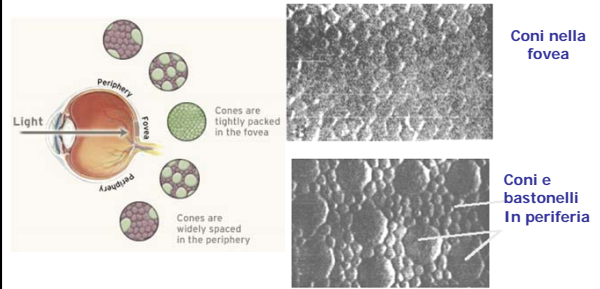 Periphery
Light
Fovea
Periphery
Cones are
tightly packed
in the fovea
Cones are
widely spaced
in the periphery
Coni nella
fovea
Coni e
bastonelli
In periferia